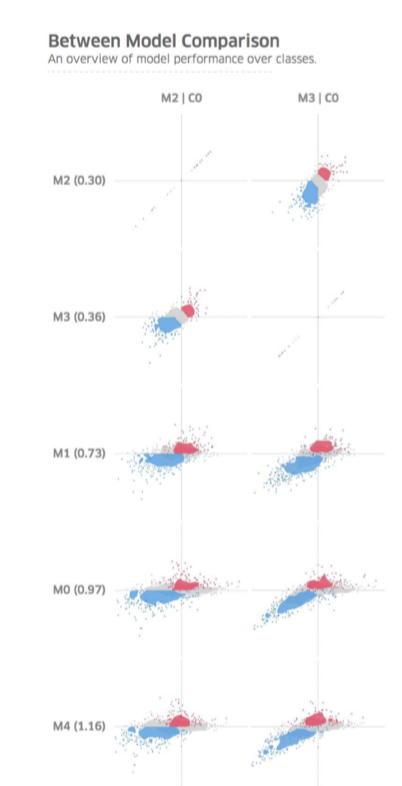 Between Model Comparison
An overview of model performance over classes.
M2 | C0 M3 | C0
M2 (0.30)
M3 (0.36)
M1 (0.73)
M0 (0.97)
M4 (1.16)